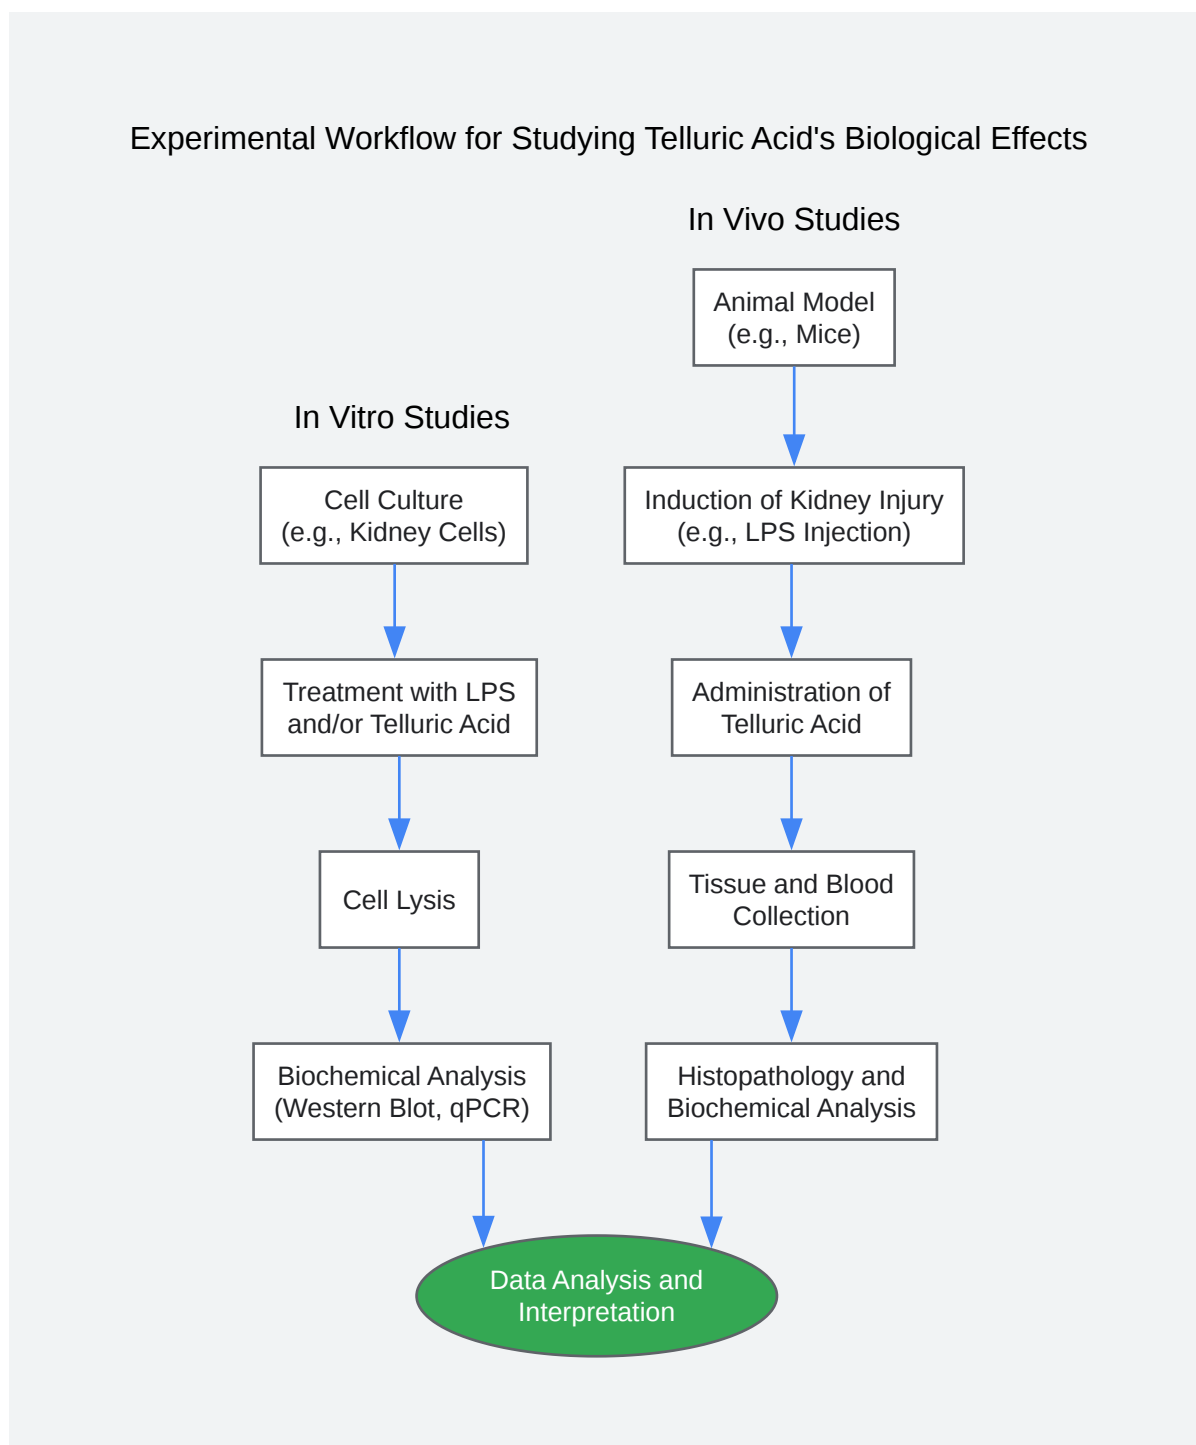 Experimental Workflow for Studying Telluric Acid's Biological Effects
In Vivo Studies
Animal Model
(e.g., Mice)
In Vitro Studies
Cell Culture
(e.g., Kidney Cells)
Induction of Kidney Injury
(e.g., LPS Injection)
Treatment with LPS
and/or Telluric Acid
Administration of
Telluric Acid
Cell Lysis
Tissue and Blood
Collection
Biochemical Analysis
(Western Blot, qPCR)
Histopathology and
Biochemical Analysis
Data Analysis and
Interpretation